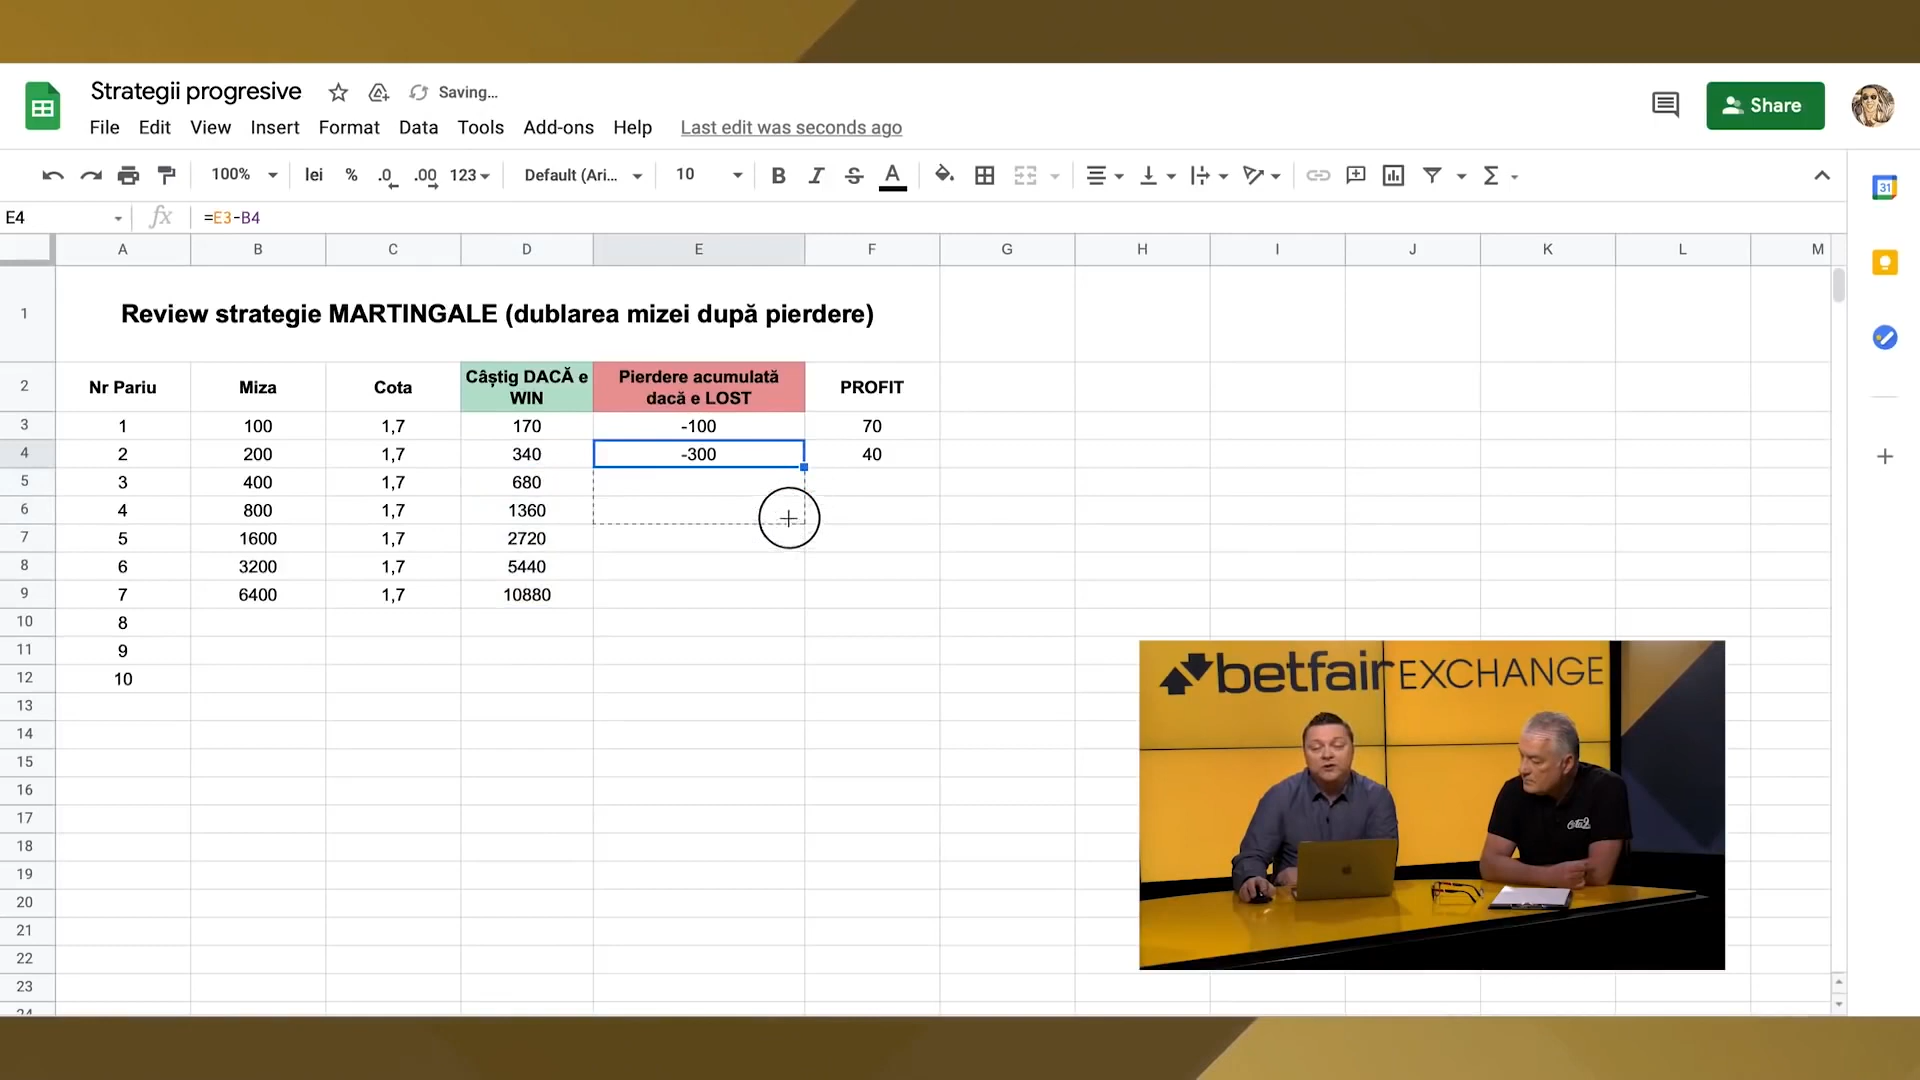 Strategii progresive
Saving...
Share
File Edit View Insert Format Data Tools Add-ons Help Last edit was seconds ago
100% lei % .0 .00 123 Default (Ari... 10 B I S A Σ
31
E4 fx =E3-B4
A B C D E F G H I J K L M
1 Review strategie MARTINGALE (dublarea mizei după pierdere)
2 Nr Pariu Miza Cota Câștig DACĂ e WIN Pierdere acumulată dacă e LOST PROFIT
3 1 100 1,7 170 -100 70
4 2 200 1,7 340 -300 40
5 3 400 1,7 680
6 4 800 1,7 1360
7 5 1600 1,7 2720
8 6 3200 1,7 5440
9 7 6400 1,7 10880
10 8
11 9
12 10
13
14
15
16
17
18
19
20
21
22
23
24
betfair EXCHANGE
Cota2